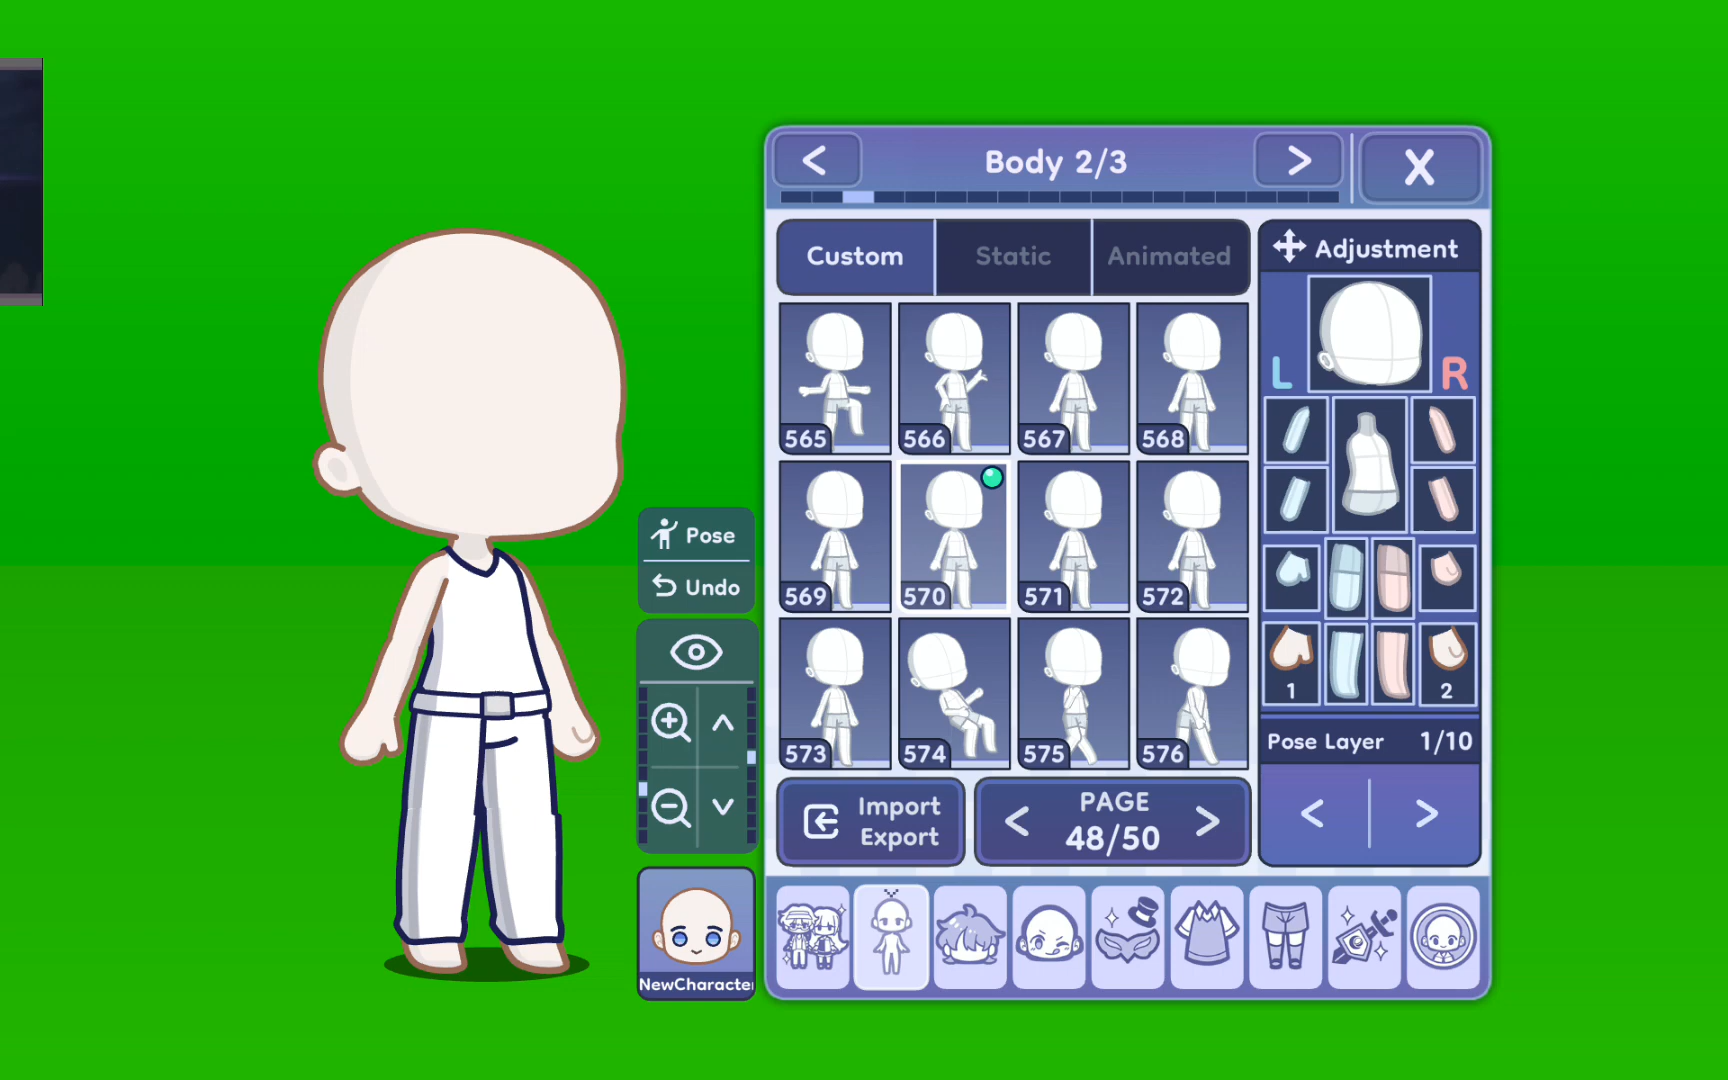 < Body 2/3 > X
Custom Static Animated
Adjustment
L R
565 566 567 568
569 570 571 572
573 574 575 576
1 2
Pose Layer 1/10
< >
Import
Export
< PAGE >
48/50
Pose
Undo
NewCharacte